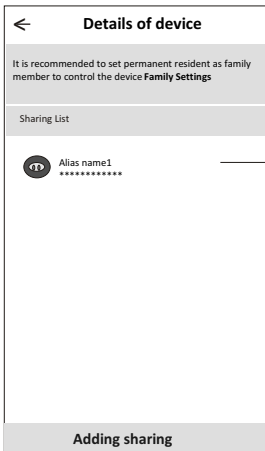 Details of device
It is recommended to set permanent resident as family
member to control the device Family Settings
Sharing List
Alias name1
************
Adding sharing